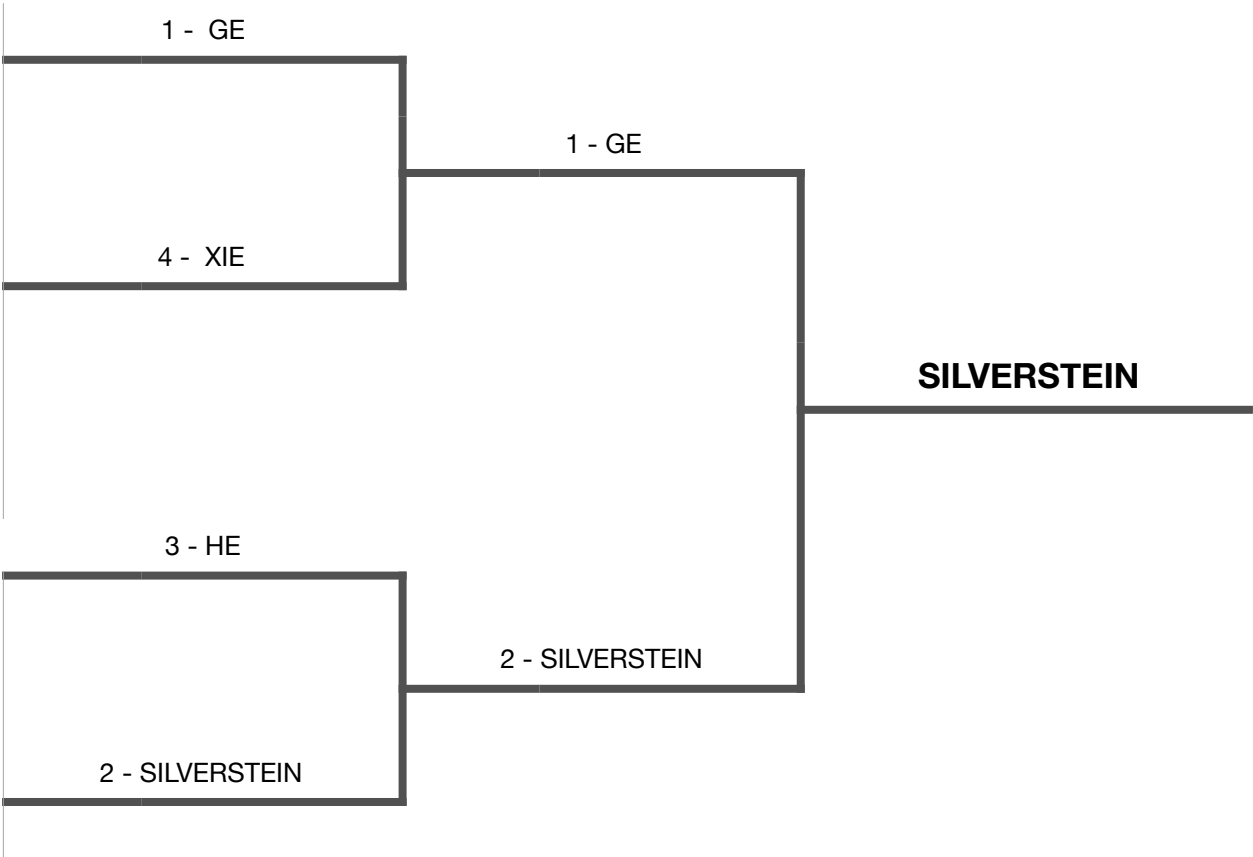 1 - GE
1 - GE
4 - XIE
SILVERSTEIN
3 - HE
2 - SILVERSTEIN
2 - SILVERSTEIN